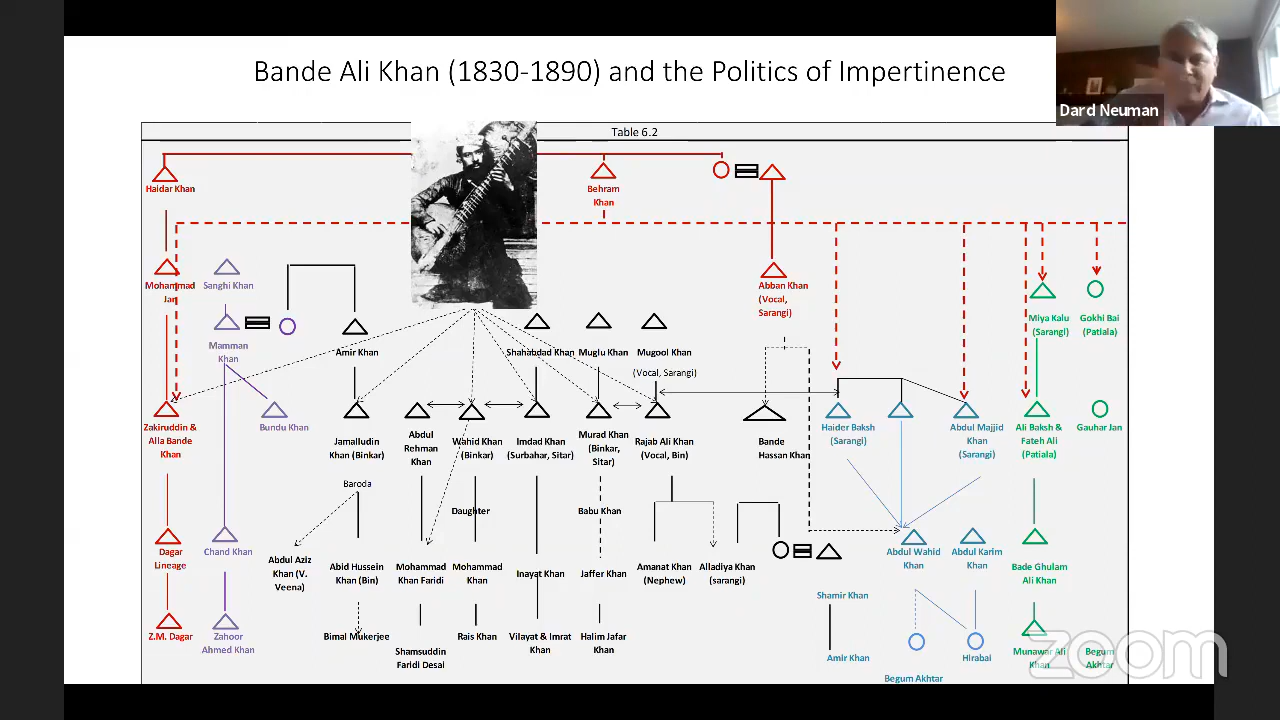 Bande Ali Khan (1830-1890) and the Politics of Impertinence
Dard Neuman
Table 6.2
Haidar Khan
Behram
Khan
Mohammad
Jan
Sanghi Khan
Abban Khan
(Vocal,
Sarangi)
Miya Kalu
(Sarangi)
Gokhi Bai
(Patiala)
Mamman
Khan
Amir Khan
Shahabdad Khan
Muglu Khan
Mugool Khan
(Vocal, Sarangi)
Zakiruddin &
Alla Bande
Khan
Bundu Khan
Jamalludin
Khan (Binkar)
Abdul
Rehman
Khan
Wahid Khan
(Binkar)
Imdad Khan
(Surbahar, Sitar)
Murad Khan
(Binkar,
Sitar)
Rajab Ali Khan
(Vocal, Bin)
Bande
Hassan Khan
Haider Baksh
(Sarangi)
Abdul Majjid
Khan
(Sarangi)
Ali Baksh &
Fateh Ali
(Patiala)
Gauhar Jan
Baroda
Daughter
Babu Khan
Dagar
Lineage
Chand Khan
Abdul Aziz
Khan (V.
Veena)
Abid Hussein
Khan (Bin)
Mohammad
Khan Faridi
Mohammad
Khan
Inayat Khan
Jaffer Khan
Amanat Khan
(Nephew)
Alladiya Khan
(sarangi)
Abdul Wahid
Khan
Abdul Karim
Khan
Bade Ghulam
Ali Khan
Shamir Khan
Z.M. Dagar
Zahoor
Ahmed Khan
Bimal Mukerjee
Shamsuddin
Faridi Desai
Rais Khan
Vilayat & Imrat
Khan
Halim Jafar
Khan
Amir Khan
Begum Akhtar
Hirabai
Munawar Ali
Khan
Begum
Akhtar
zoom